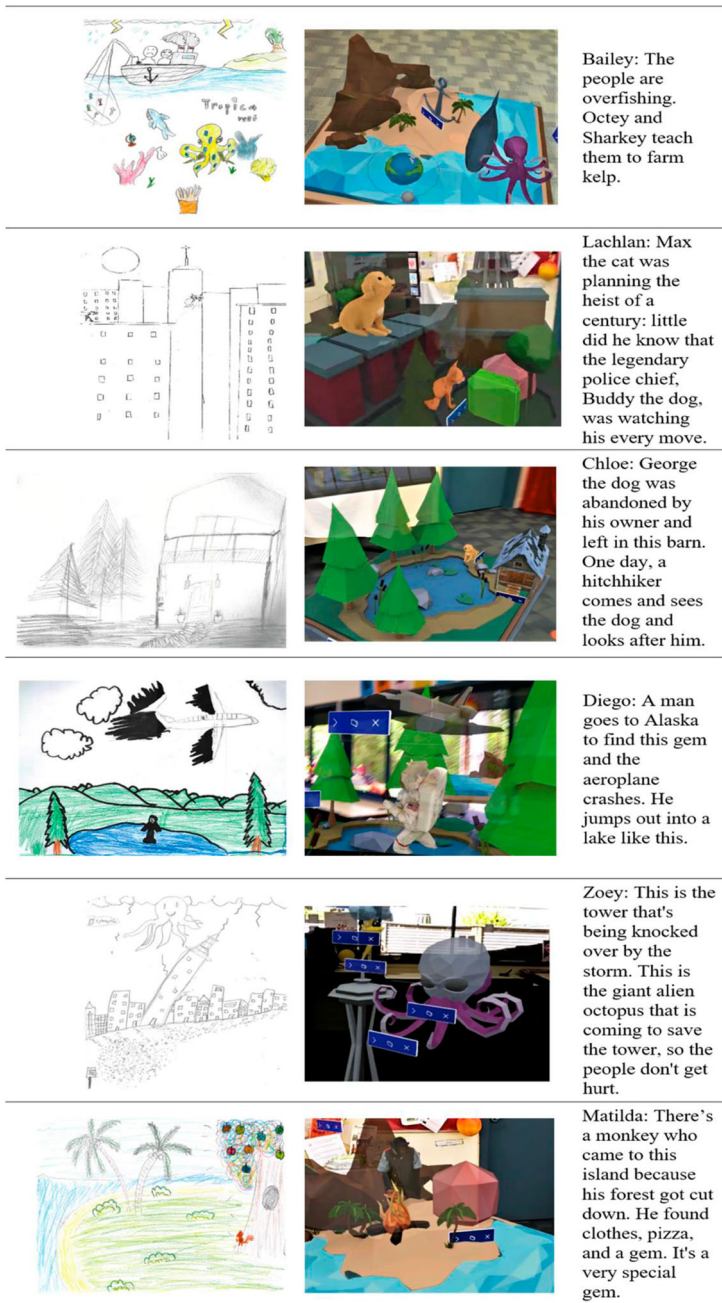 Tropica
reef
Bailey: The
people are
overfishing.
Octey and
Sharkey teach
them to farm
kelp.
Lachlan: Max
the cat was
planning the
heist of a
century: little
did he know that
the legendary
police chief,
Buddy the dog,
was watching
his every move.
Chloe: George
the dog was
abandoned by
his owner and
left in this barn.
One day, a
hitchhiker
comes and sees
the dog and
looks after him.
Diego: A man
goes to Alaska
to find this gem
and the
aeroplane
crashes. He
jumps out into a
lake like this.
Zoey: This is the
tower that's
being knocked
over by the
storm. This is
the giant alien
octopus that is
coming to save
the tower, so the
people don't get
hurt.
Matilda: There's
a monkey who
came to this
island because
his forest got cut
down. He found
clothes, pizza,
and a gem. It's a
very special
gem.